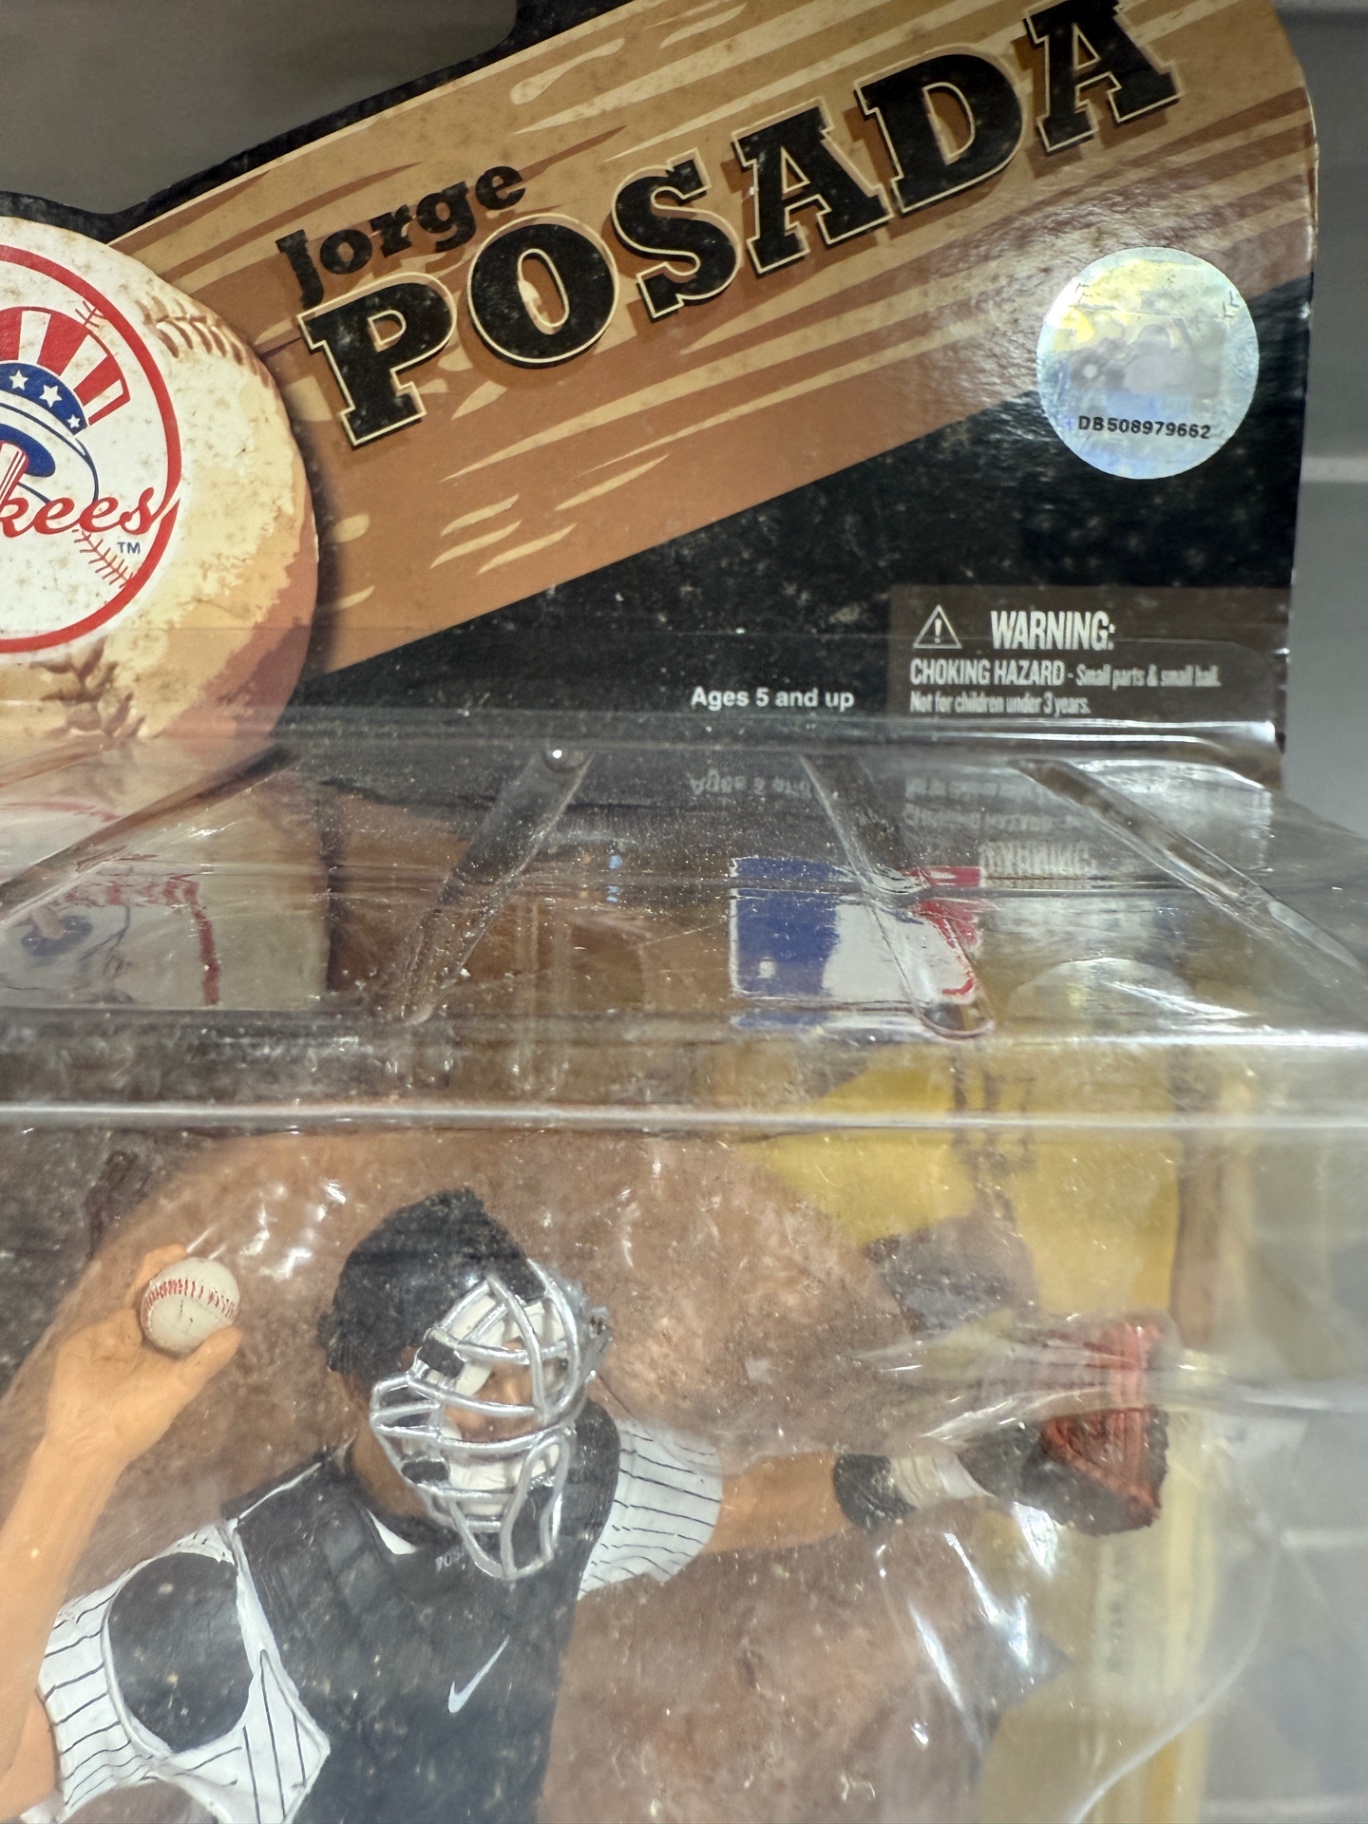 Jorge
POSADA
kees
TM
DB508979662
WARNING:
CHOKING HAZARD - Small parts & small ball.
Not for children under 3 years.
Ages 5 and up